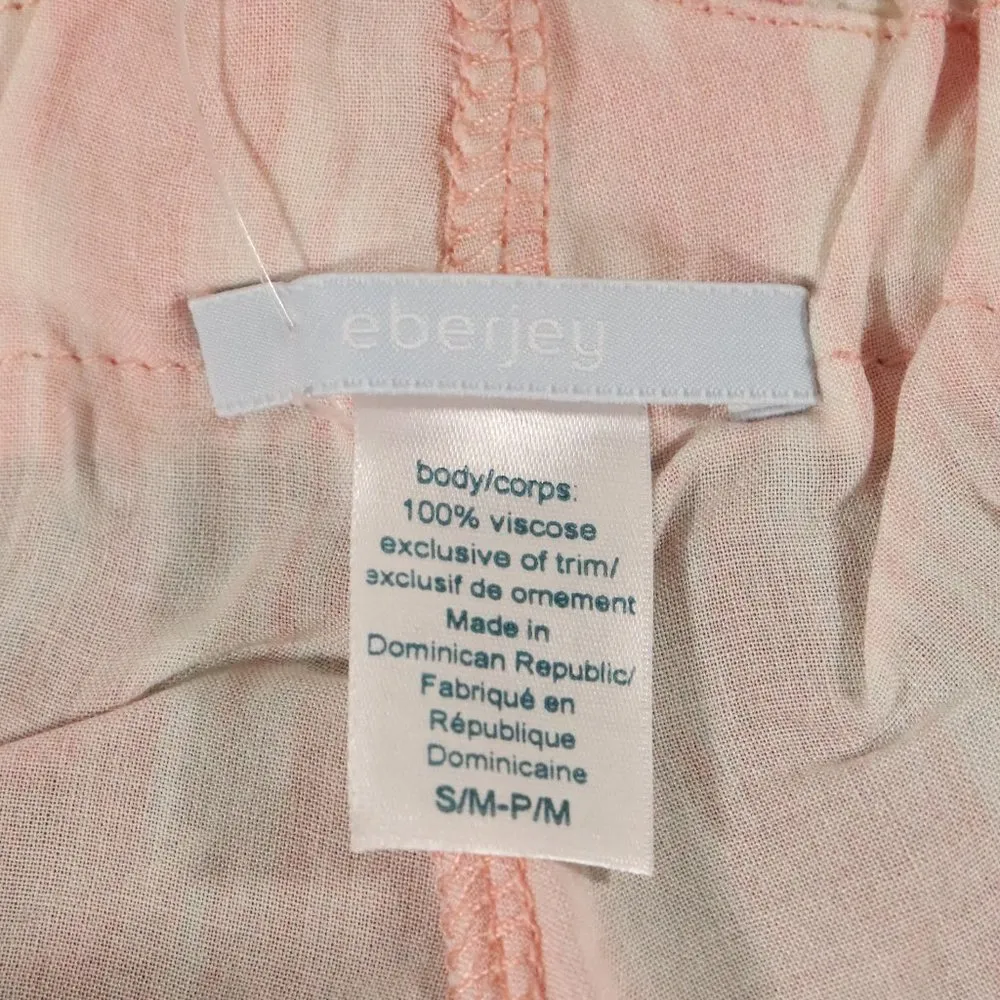 eberjey
body/corps:
100% viscose
exclusive of trim/
exclusif de ornement
Made in
Dominican Republic/
Fabriqué en
République
Dominicaine
S/M-P/M